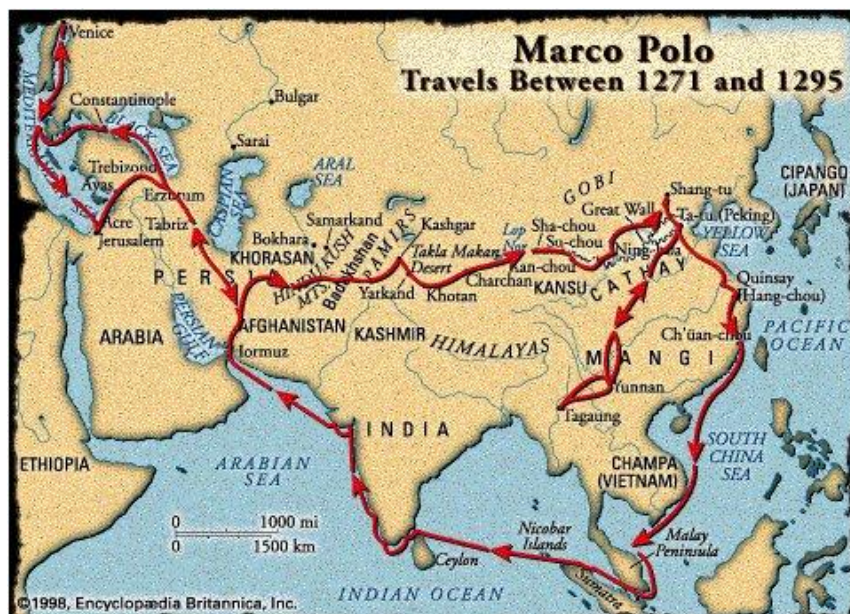 Marco Polo
Travels Between 1271 and 1295
Venice
Constantinople
Bulgar
BLACK SEA
Sarai
Trebizond
Ayas
Erzurum
CASPIAN SEA
ARAL
SEA
Acre
Jerusalem
Tabriz
Samarkand
Bokhara
KHORASAN
PERSIA
HINDU KUSH
MTS.
Badakhshan
PAMIRS
Kashgar
Takla Makan
Desert
Yarkand
Khotan
Charchan
Lop
Nor
Sha-chou
Su-chou
Kan-chou
KANSU
GOBI
Great Wall
Shang-tu
Ta-tu (Peking)
YELLOW
SEA
CIPANGO
(JAPAN)
CATHAY
Quinsay
(Hang-chou)
PACIFIC
OCEAN
ARABIA
PERSIAN
GULF
AFGHANISTAN
Hormuz
KASHMIR
HIMALAYAS
Ch'üan-chou
MANGI
Yunnan
Tagaung
INDIA
ETHIOPIA
ARABIAN
SEA
CHAMPA
(VIETNAM)
SOUTH
CHINA
SEA
0 1000 mi
0 1500 km
Nicobar
Islands
Malay
Peninsula
Ceylon
Sumatra
INDIAN OCEAN
©1998, Encyclopædia Britannica, Inc.